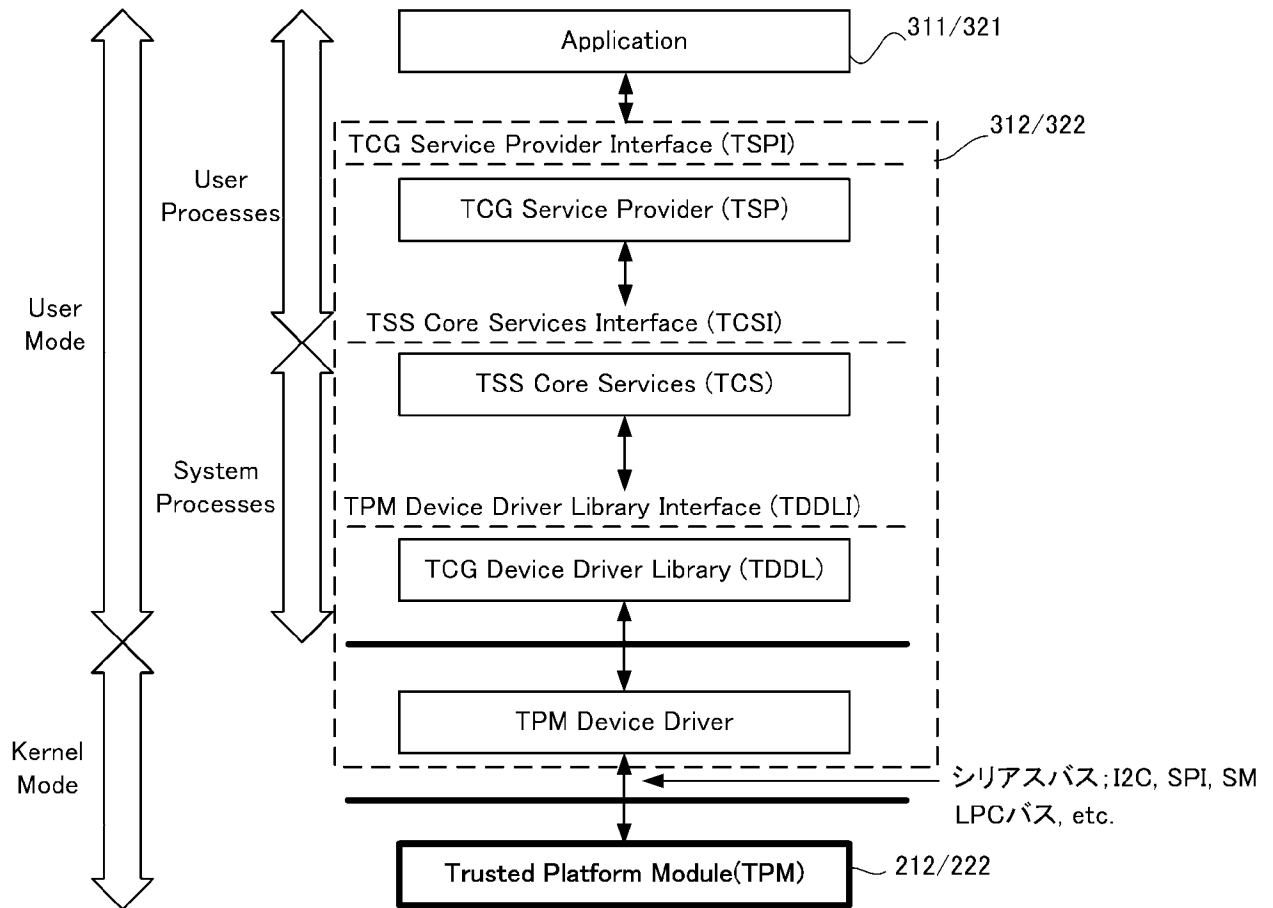 Application
311/321
312/322
TCG Service Provider Interface (TSPI)
User
Processes
TCG Service Provider (TSP)
User
Mode
TSS Core Services Interface (TCSI)
TSS Core Services (TCS)
System
Processes
TPM Device Driver Library Interface (TDDLI)
TCG Device Driver Library (TDDL)
TPM Device Driver
Kernel
Mode
シリアスバス;I2C, SPI, SM
LPCバス, etc.
Trusted Platform Module(TPM)
212/222